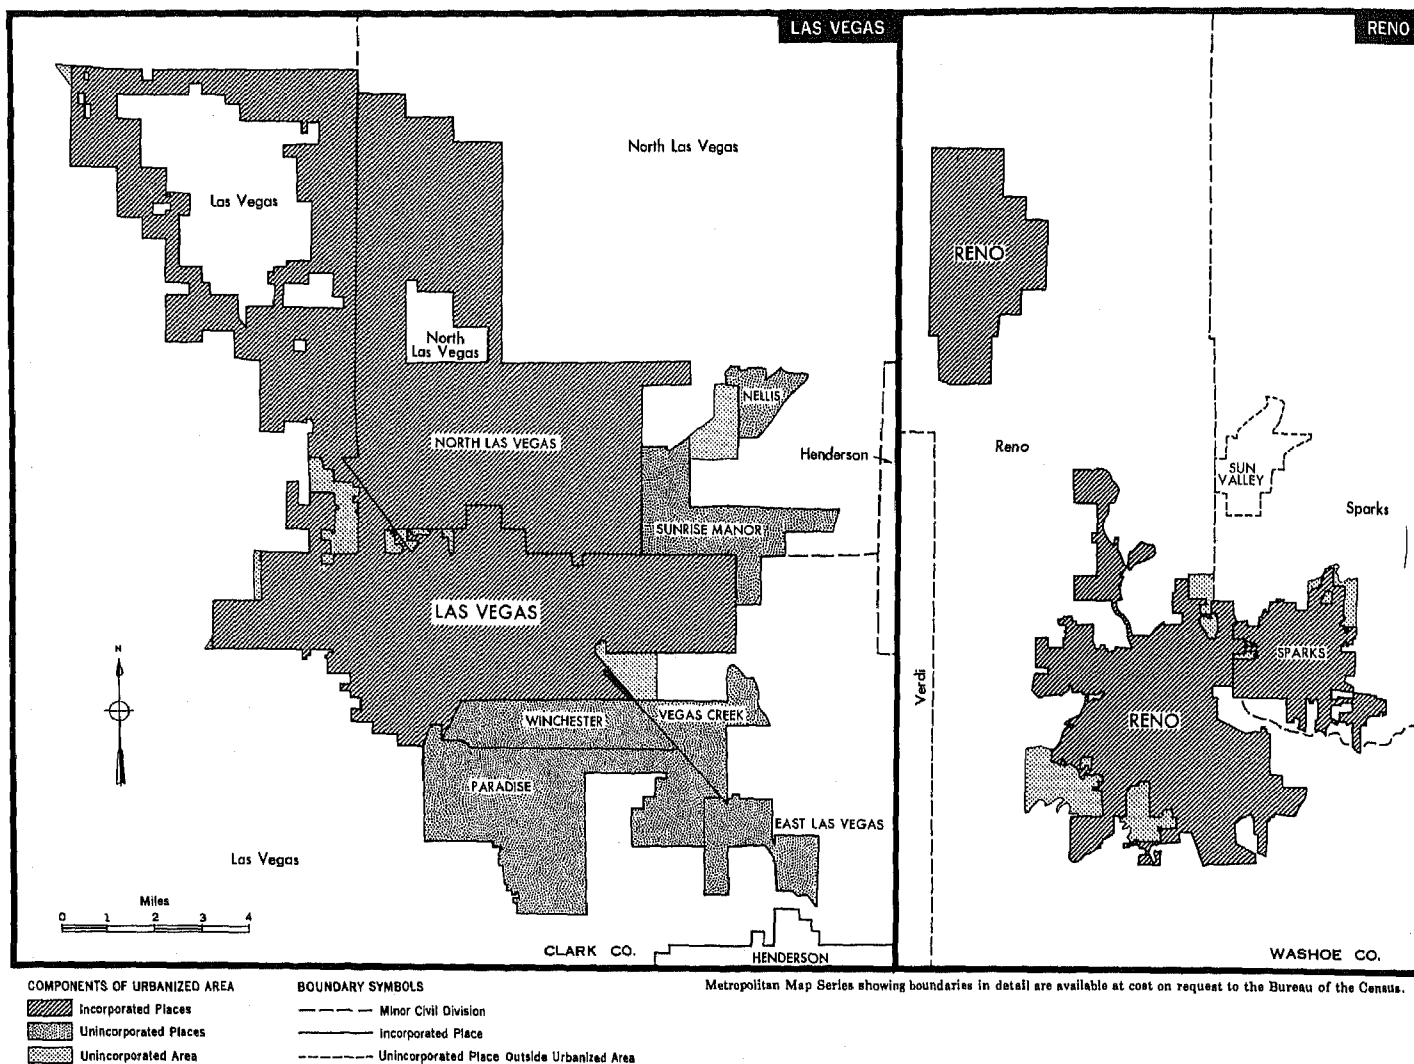 LAS VEGAS
RENO
North Las Vegas
Las Vegas
RENO
North
Las Vegas
NELLIS
NORTH LAS VEGAS
Henderson
Reno
SUN
VALLEY
Sparks
SUNRISE MANOR
LAS VEGAS
SPARKS
N
Verdi
WINCHESTER
VEGAS CREEK
RENO
PARADISE
EAST LAS VEGAS
Las Vegas
Miles
0 1 2 3 4
CLARK CO.
HENDERSON
WASHOE CO.
COMPONENTS OF URBANIZED AREA
Incorporated Places
Unincorporated Places
Unincorporated Area
BOUNDARY SYMBOLS
Minor Civil Division
Incorporated Place
Unincorporated Place Outside Urbanized Area
Metropolitan Map Series showing boundaries in detail are available at cost on request to the Bureau of the Census.